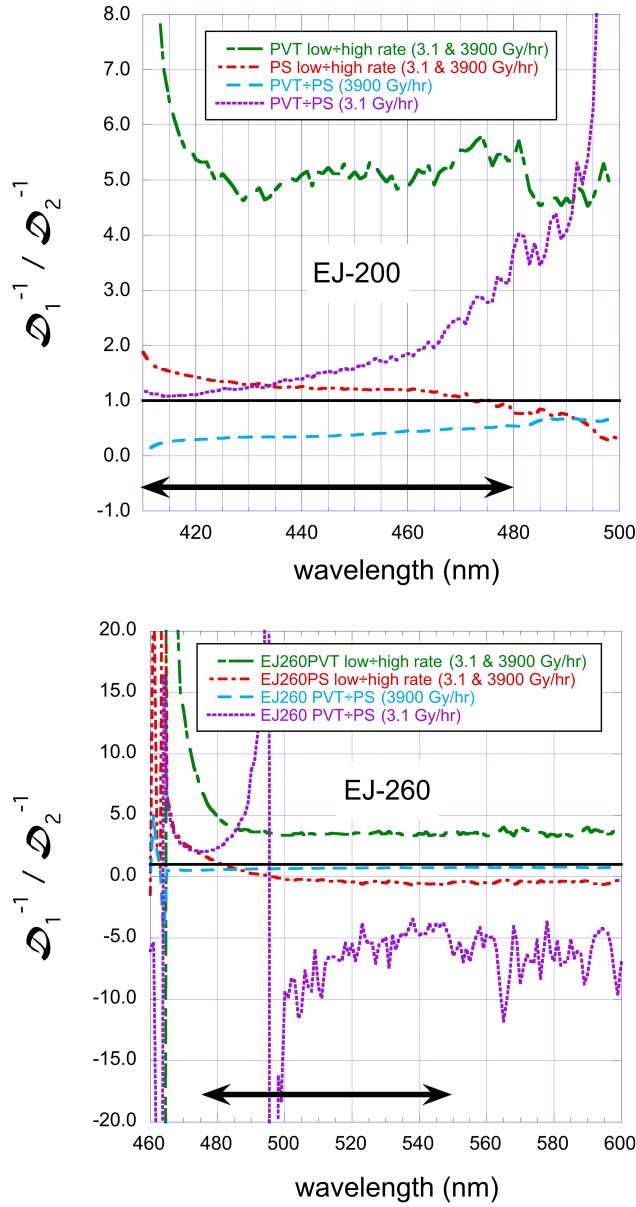 8.0
7.0
6.0
5.0
4.0
3.0
2.0
1.0
0.0
-1.0
PVT low÷high rate (3.1 & 3900 Gy/hr)
PS low÷high rate (3.1 & 3900 Gy/hr)
PVT÷PS (3900 Gy/hr)
PVT÷PS (3.1 Gy/hr)
𝒟₁⁻¹ / 𝒟₂⁻¹
EJ-200
420 440 460 480 500
wavelength (nm)
20.0
15.0
10.0
5.0
0.0
-5.0
-10.0
-15.0
-20.0
EJ260PVT low÷high rate (3.1 & 3900 Gy/hr)
EJ260PS low÷high rate (3.1 & 3900 Gy/hr)
EJ260 PVT÷PS (3900 Gy/hr)
EJ260 PVT÷PS (3.1 Gy/hr)
𝒟₁⁻¹ / 𝒟₂⁻¹
EJ-260
460 480 500 520 540 560 580 600
wavelength (nm)